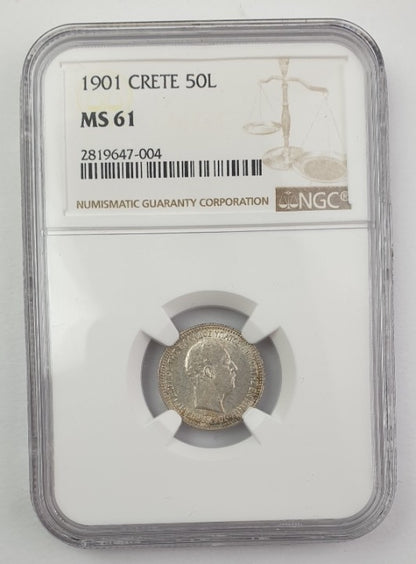 1901 CRETE 50L
MS 61
2819647-004
NUMISMATIC GUARANTY CORPORATION
NGC®